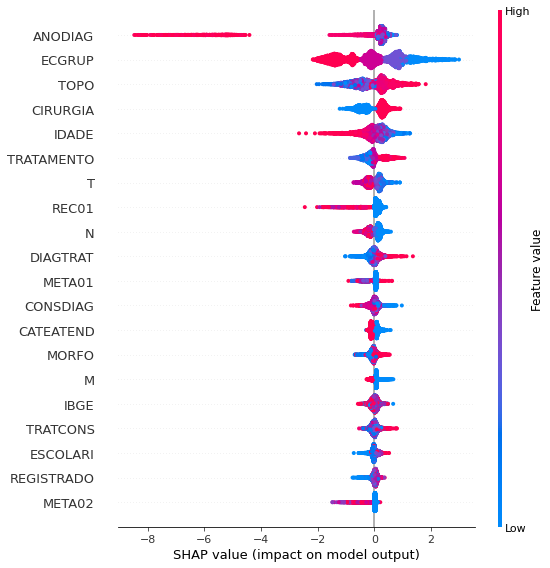 High
ANODIAG
ECGRUP
TOPO
CIRURGIA
IDADE
TRATAMENTO
T
REC01
N
DIAGTRAT
META01
CONSDIAG
CATEATEND
MORFO
M
IBGE
TRATCONS
ESCOLARI
REGISTRADO
META02
Feature value
Low
−8 −6 −4 −2 0 2
SHAP value (impact on model output)